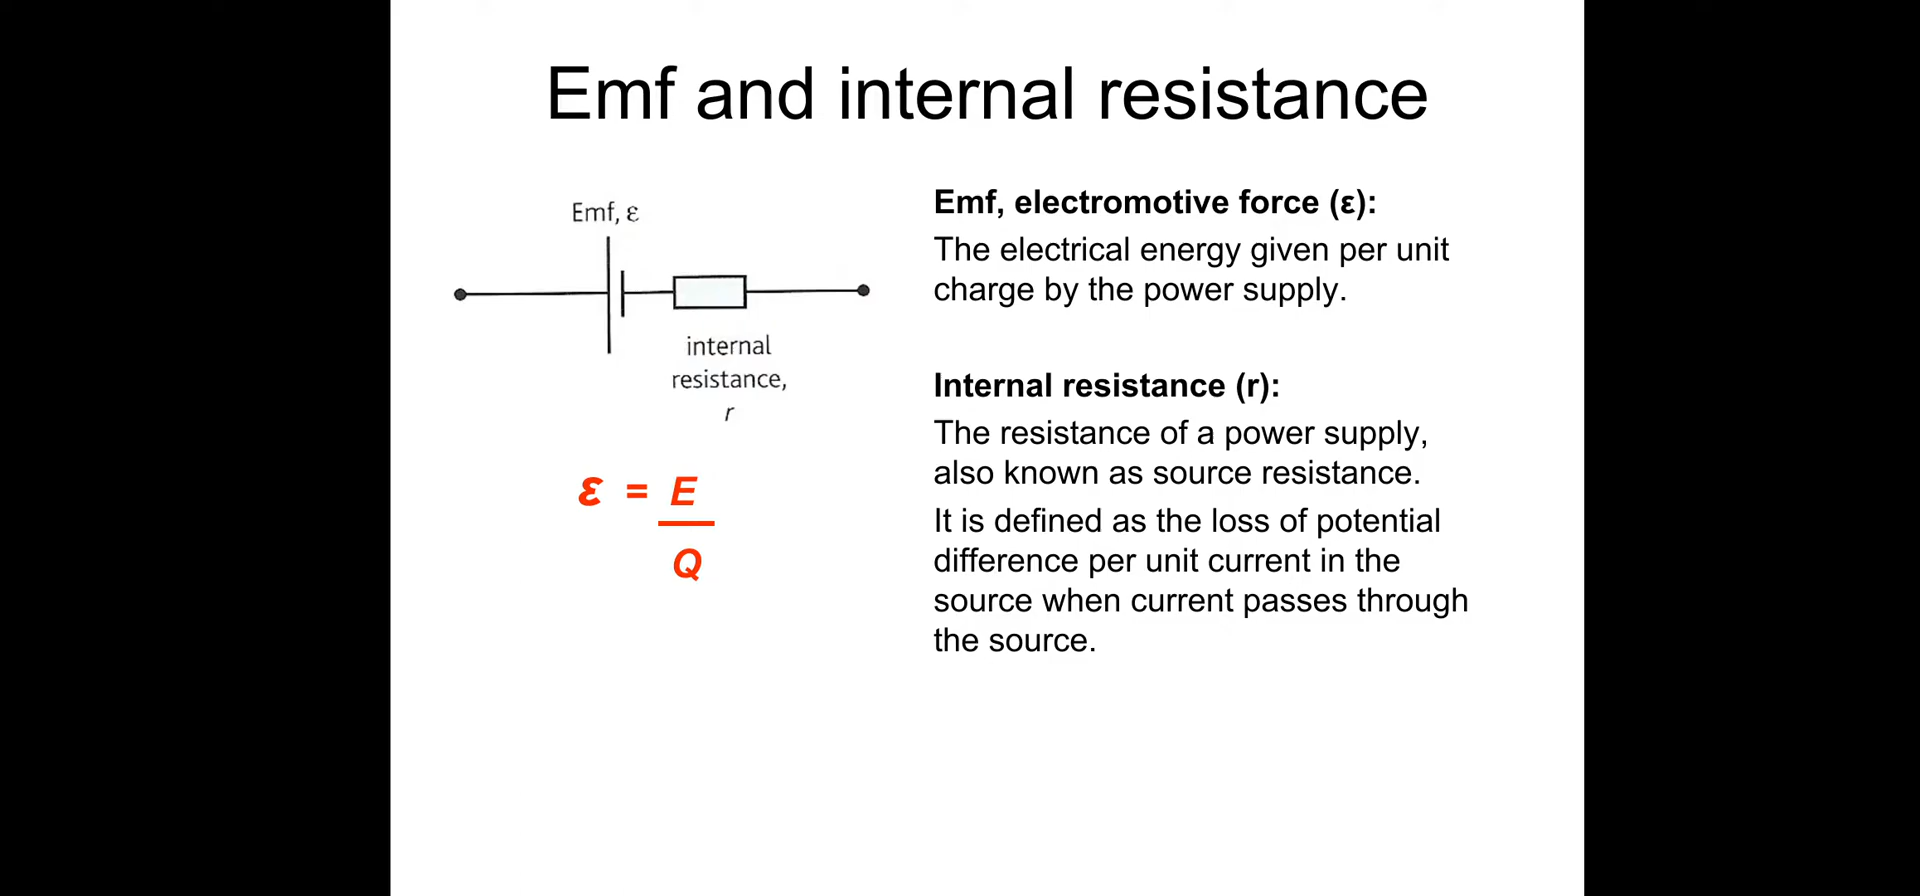 Emf and internal resistance
Emf, ε
internal
resistance,
r
ε = E
Q
Emf, electromotive force (ε):
The electrical energy given per unit
charge by the power supply.
Internal resistance (r):
The resistance of a power supply,
also known as source resistance.
It is defined as the loss of potential
difference per unit current in the
source when current passes through
the source.